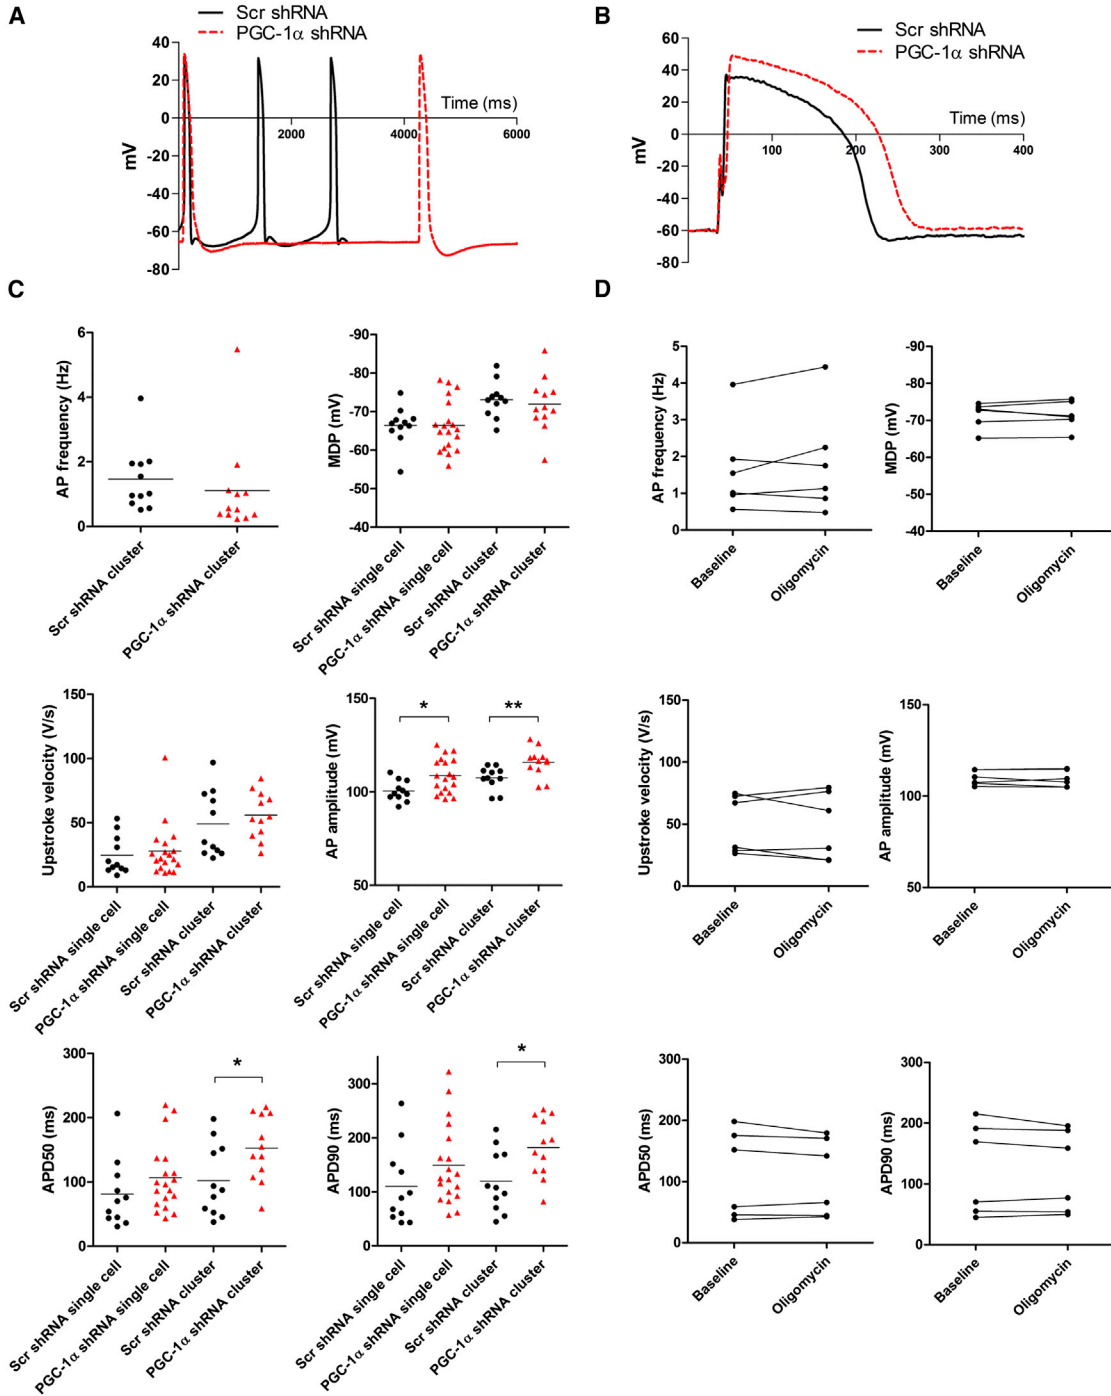 A
Scr shRNA
PGC-1α shRNA
40
20
0
-20
-40
-60
-80
mV
Time (ms)
2000
4000
6000
B
Scr shRNA
PGC-1α shRNA
60
40
20
0
-20
-40
-60
-80
mV
Time (ms)
100
200
300
400
C
AP frequency (Hz)
6
4
2
0
Scr shRNA cluster
PGC-1α shRNA cluster
MDP (mV)
-90
-80
-70
-60
-50
-40
Scr shRNA single cell
PGC-1α shRNA single cell
Scr shRNA cluster
PGC-1α shRNA cluster
D
AP frequency (Hz)
5
4
3
2
1
0
Baseline
Oligomycin
MDP (mV)
-90
-80
-70
-60
-50
-40
Baseline
Oligomycin
Upstroke velocity (V/s)
150
100
50
0
Scr shRNA single cell
PGC-1α shRNA single cell
Scr shRNA cluster
PGC-1α shRNA cluster
AP amplitude (mV)
150
100
50
*
**
Scr shRNA single cell
PGC-1α shRNA single cell
Scr shRNA cluster
PGC-1α shRNA cluster
Upstroke velocity (V/s)
150
100
50
0
Baseline
Oligomycin
AP amplitude (mV)
150
100
50
Baseline
Oligomycin
APD50 (ms)
300
200
100
0
*
Scr shRNA single cell
PGC-1α shRNA single cell
Scr shRNA cluster
PGC-1α shRNA cluster
APD90 (ms)
300
200
100
0
*
Scr shRNA single cell
PGC-1α shRNA single cell
Scr shRNA cluster
PGC-1α shRNA cluster
APD50 (ms)
300
200
100
0
Baseline
Oligomycin
APD90 (ms)
300
200
100
0
Baseline
Oligomycin